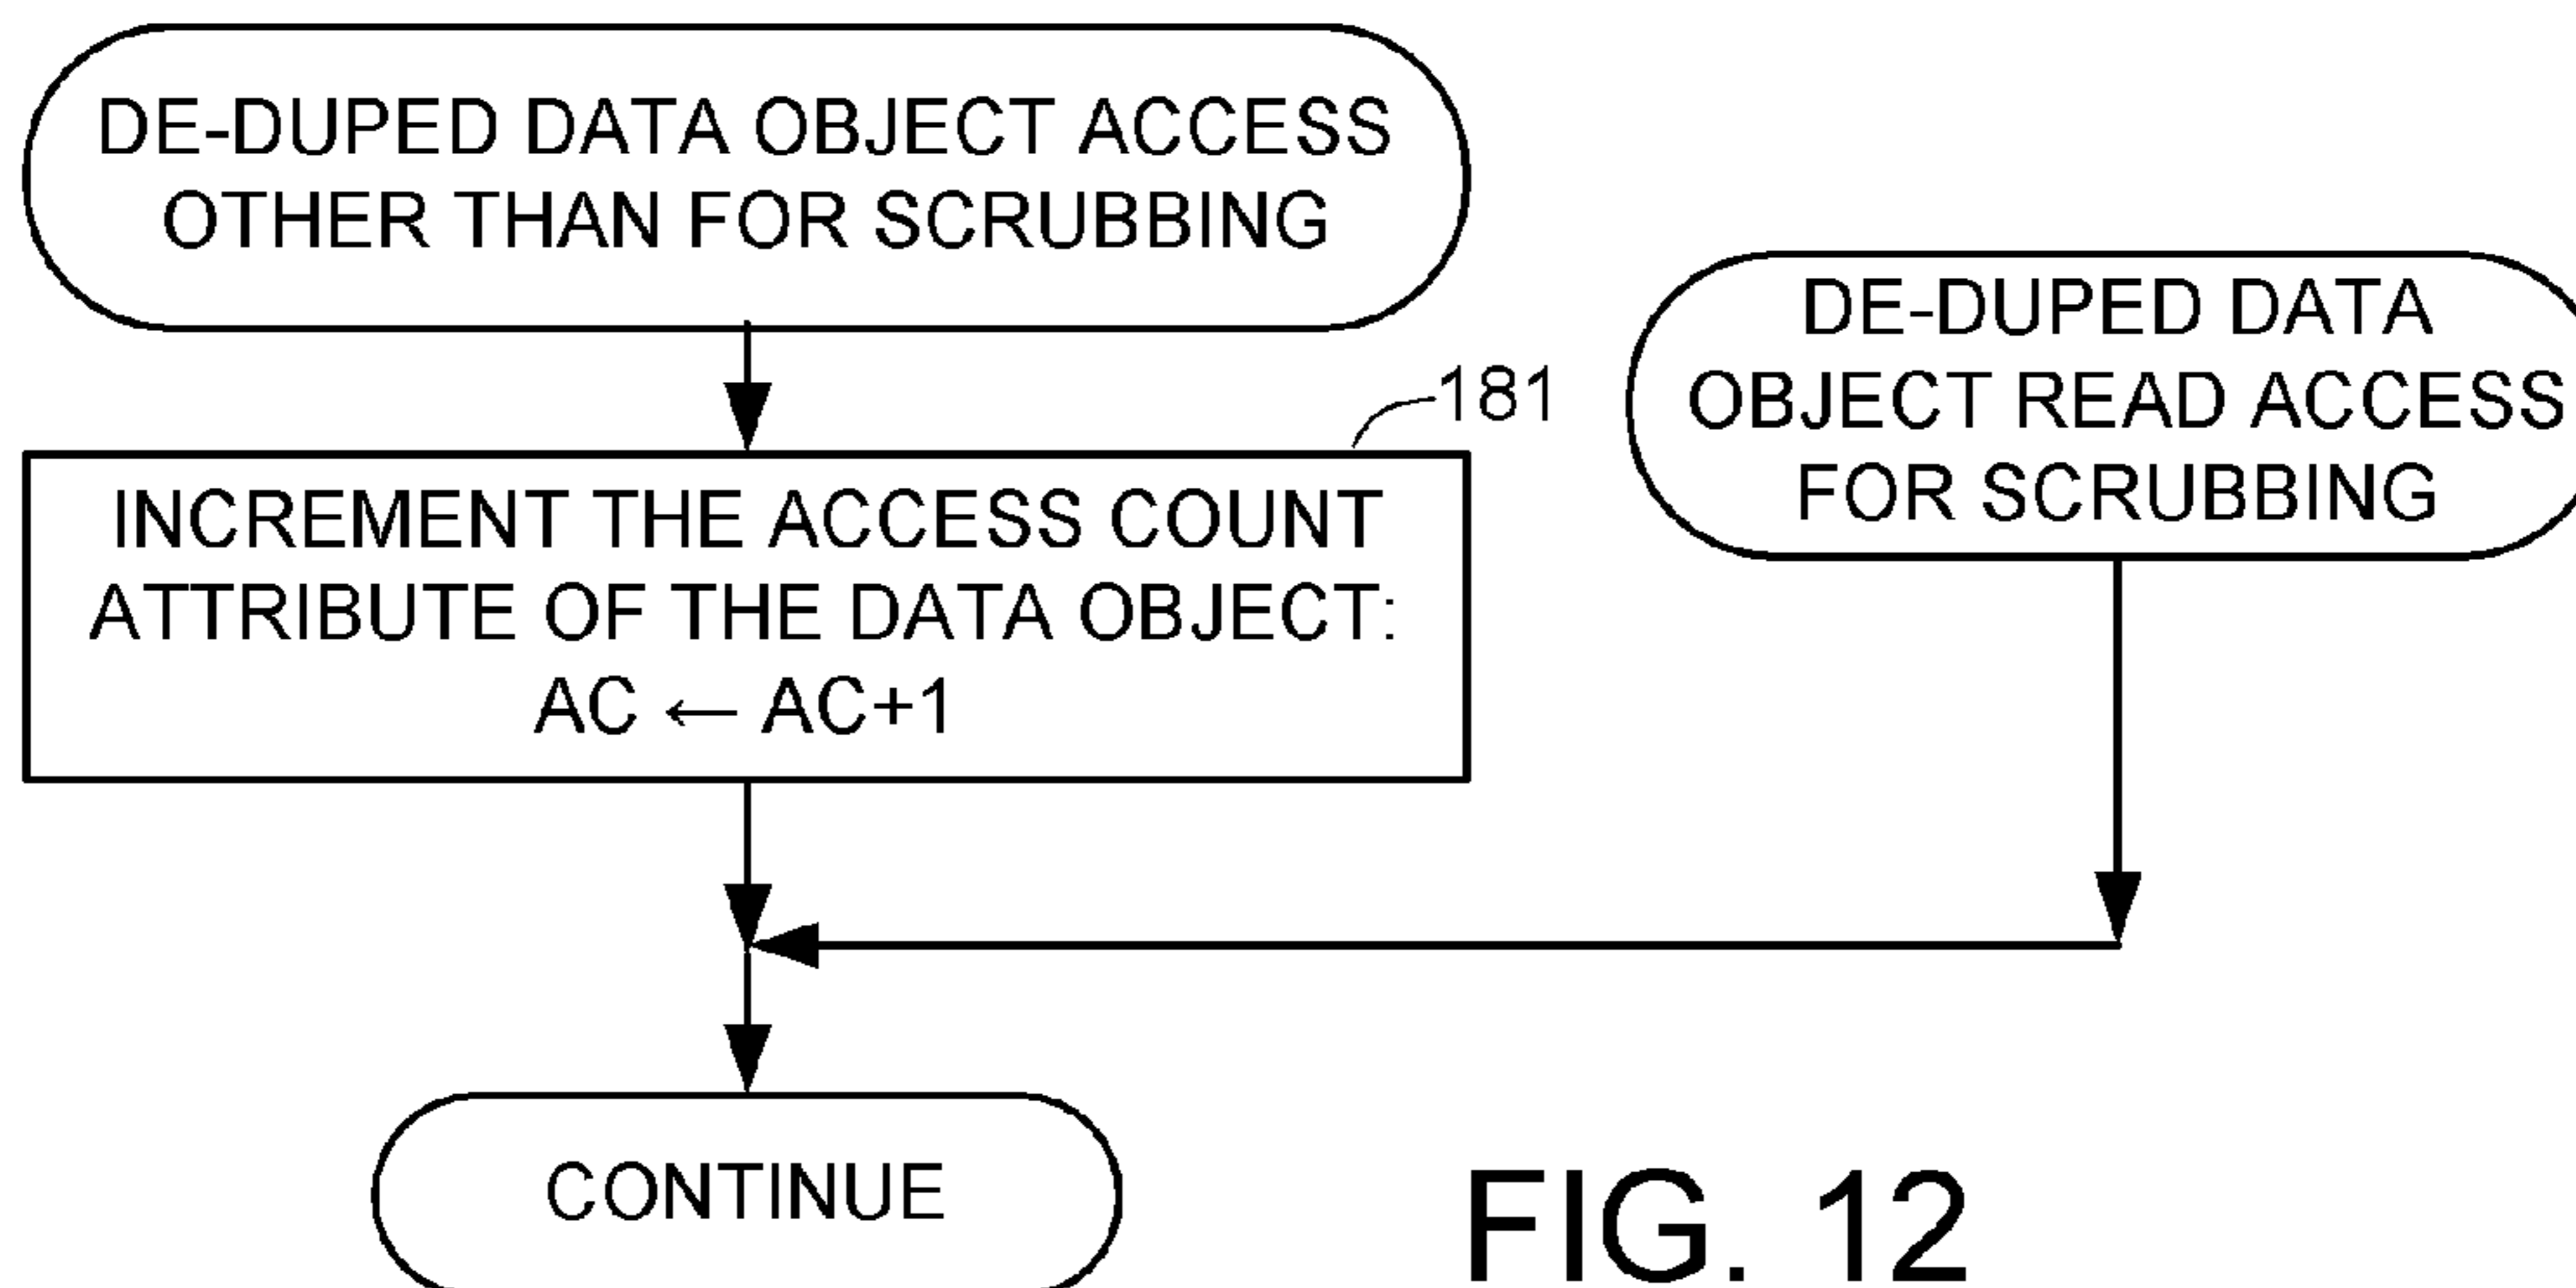 DE-DUPED DATA OBJECT ACCESS
OTHER THAN FOR SCRUBBING
181
INCREMENT THE ACCESS COUNT
ATTRIBUTE OF THE DATA OBJECT:
AC ← AC+1
DE-DUPED DATA
OBJECT READ ACCESS
FOR SCRUBBING
CONTINUE
FIG. 12